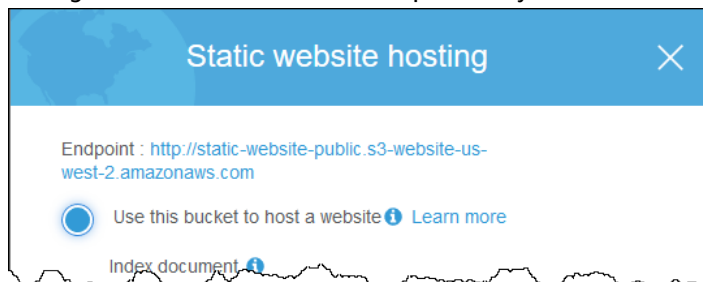 Static website hosting
Endpoint : http://static-website-public.s3-website-us-
west-2.amazonaws.com
Use this bucket to host a website Learn more
Index document